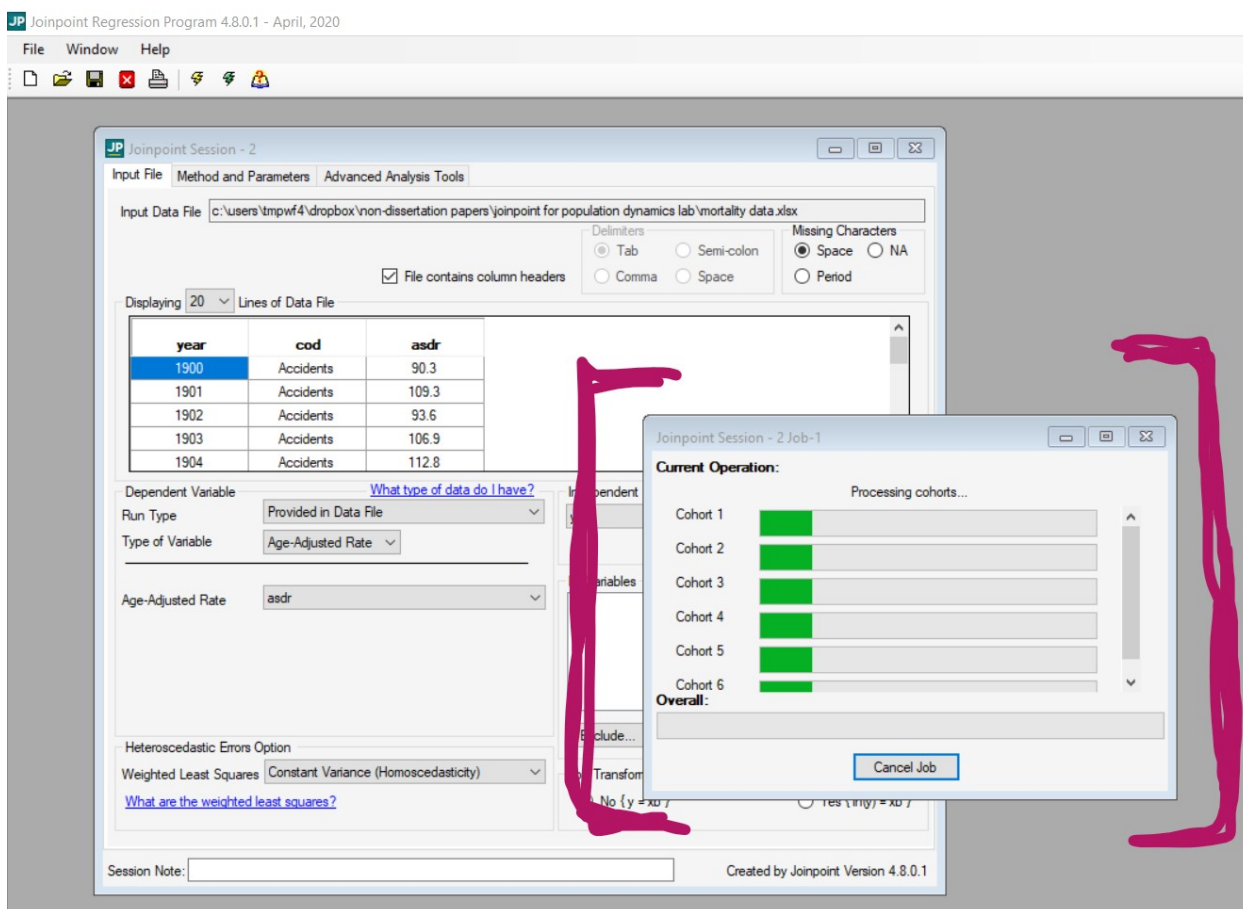 JP Joinpoint Regression Program 4.8.0.1 - April, 2020
File Window Help
JP Joinpoint Session - 2
Input File Method and Parameters Advanced Analysis Tools
Input Data File c:\users\tmpwf4\dropbox\non-dissertation papers\joinpoint for population dynamics lab\mortality data.xlsx
Delimiters Missing Characters
Tab Semi-colon Space NA
File contains column headers Comma Space Period
Displaying 20 Lines of Data File
year cod asdr
1900 Accidents 90.3
1901 Accidents 109.3
1902 Accidents 93.6
1903 Accidents 106.9
1904 Accidents 112.8
Joinpoint Session - 2 Job-1
Current Operation:
Processing cohorts...
Cohort 1
Cohort 2
Cohort 3
Cohort 4
Cohort 5
Cohort 6
Overall:
Cancel Job
Dependent Variable What type of data do I have?
Run Type Provided in Data File
Type of Variable Age-Adjusted Rate
Age-Adjusted Rate asdr
Heteroscedastic Errors Option
Weighted Least Squares Constant Variance (Homoscedasticity)
What are the weighted least squares?
No {y = xb }
Session Note: Created by Joinpoint Version 4.8.0.1